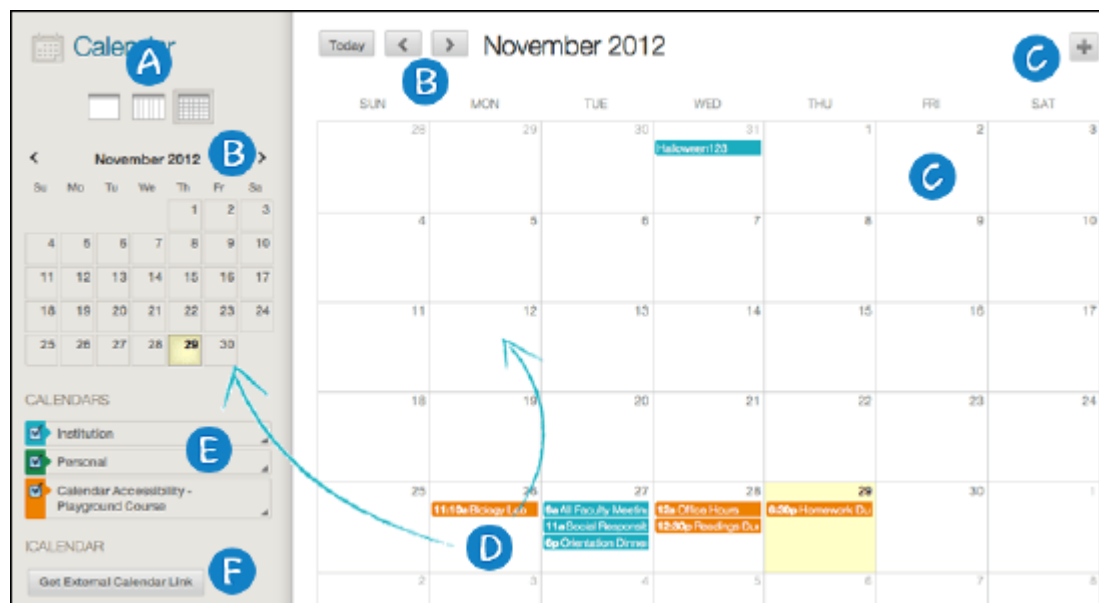 Calendar
A
November 2012
B
Su Mo Tu We Th Fr Sa
1 2 3
4 5 6 7 8 9 10
11 12 13 14 15 16 17
18 19 20 21 22 23 24
25 26 27 28 29 30
CALENDARS
Institution
E
Personal
Calendar Accessibility -
Playground Course
ICALENDAR
Get External Calendar Link
F
Today < > November 2012
B
C
+
SUN MON TUE WED THU FRI SAT
28 29 30 31 1 2 3
Halloween123
C
4 5 6 7 8 9 10
11 12 13 14 15 16 17
18 19 20 21 22 23 24
25 26 27 28 29 30 1
11:10a Biology Lab
6a All Faculty Meetin
12a Office Hours
8:30p Homework Du
11a Social Responsib
12:30p Readings Due
6p Orientation Dinne
D
2 3 4 5 6 7 8